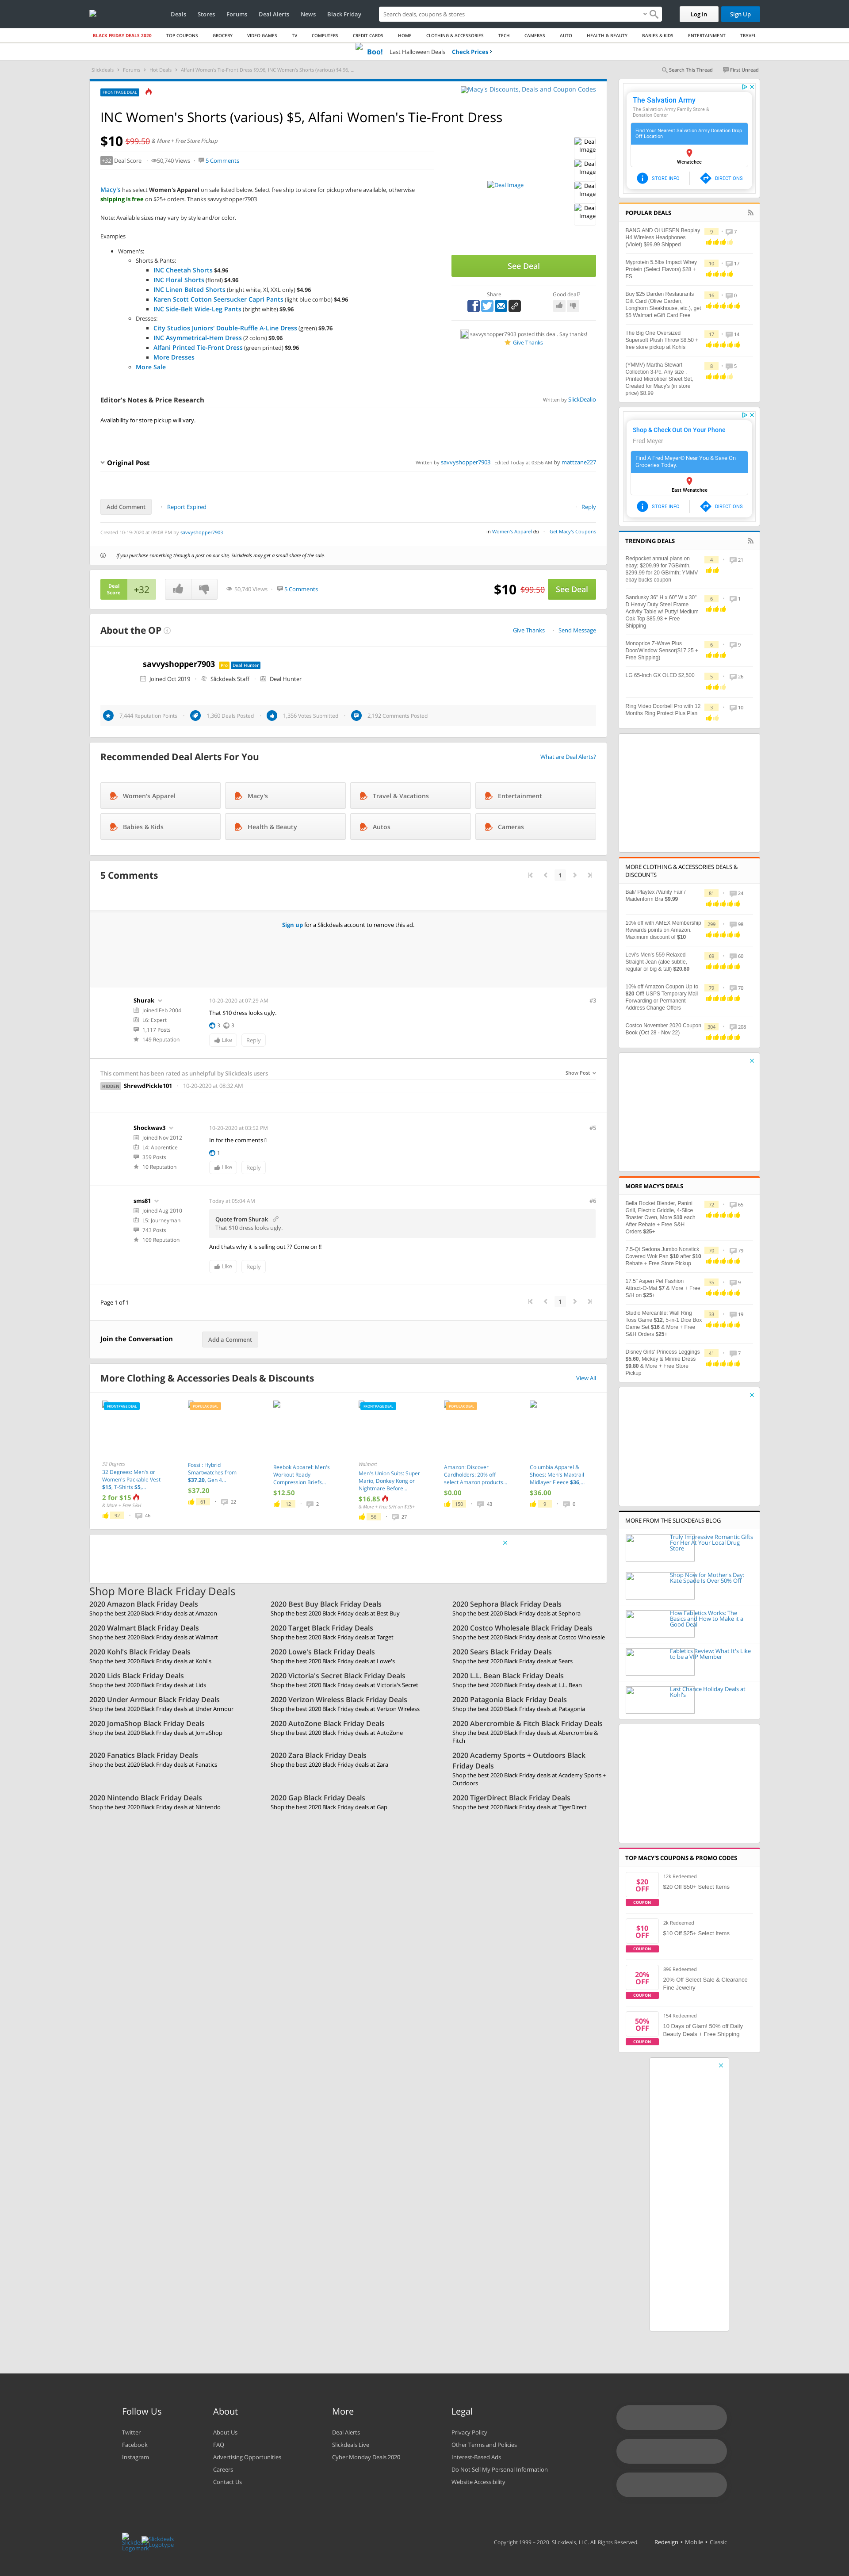 Deals Stores Forums Deal Alerts News Black Friday
Search deals, coupons & stores
Log In Sign Up
BLACK FRIDAY DEALS 2020 TOP COUPONS GROCERY VIDEO GAMES TV COMPUTERS CREDIT CARDS HOME CLOTHING & ACCESSORIES TECH CAMERAS AUTO HEALTH & BEAUTY BABIES & KIDS ENTERTAINMENT TRAVEL
Boo! Last Halloween Deals Check Prices
Slickdeals Forums Hot Deals Alfani Women's Tie-Front Dress $9.96, INC Women's Shorts (various) $4.96, ...
Search This Thread First Unread
FRONTPAGE DEAL
Macy's Discounts, Deals and Coupon Codes
INC Women's Shorts (various) $5, Alfani Women's Tie-Front Dress
$10 $99.50 & More + Free Store Pickup
+32 Deal Score 50,740 Views 5 Comments
Macy's has select Women's Apparel on sale listed below. Select free ship to store for pickup where available, otherwise
shipping is free on $25+ orders. Thanks savvyshopper7903
Note: Available sizes may vary by style and/or color.
Examples
Women's:
Shorts & Pants:
INC Cheetah Shorts $4.96
INC Floral Shorts (floral) $4.96
INC Linen Belted Shorts (bright white, Xl, XXL only) $4.96
Karen Scott Cotton Seersucker Capri Pants (light blue combo) $4.96
INC Side-Belt Wide-Leg Pants (bright white) $9.96
Dresses:
City Studios Juniors' Double-Ruffle A-Line Dress (green) $9.76
INC Asymmetrical-Hem Dress (2 colors) $9.96
Alfani Printed Tie-Front Dress (green printed) $9.96
More Dresses
More Sale
Deal Image
Deal Image
Deal Image
Deal Image
Deal Image
See Deal
Share Good deal?
savvyshopper7903 posted this deal. Say thanks!
Give Thanks
Editor's Notes & Price Research Written by SlickDealio
Availability for store pickup will vary.
Original Post Written by savvyshopper7903 Edited Today at 03:56 AM by mattzane227
Add Comment Report Expired Reply
Created 10-19-2020 at 09:06 PM by savvyshopper7903
in Women's Apparel (6) Get Macy's Coupons
If you purchase something through a post on our site, Slickdeals may get a small share of the sale.
Deal Score +32 50,740 Views 5 Comments $10 $99.50 See Deal
About the OP Give Thanks Send Message
savvyshopper7903 Pro Deal Hunter
Joined Oct 2019 Slickdeals Staff Deal Hunter
7,444 Reputation Points 1,360 Deals Posted 1,356 Votes Submitted 2,192 Comments Posted
Recommended Deal Alerts For You What are Deal Alerts?
Women's Apparel Macy's Travel & Vacations Entertainment
Babies & Kids Health & Beauty Autos Cameras
5 Comments 1
Sign up for a Slickdeals account to remove this ad.
Shurak 10-20-2020 at 07:29 AM #3
Joined Feb 2004
L6: Expert
1,117 Posts
149 Reputation
That $10 dress looks ugly.
3 3
Like Reply
This comment has been rated as unhelpful by Slickdeals users Show Post
HIDDEN ShrewdPickle101 10-20-2020 at 08:32 AM
Shockwav3 10-20-2020 at 03:52 PM #5
Joined Nov 2012
L4: Apprentice
359 Posts
10 Reputation
In for the comments
1
Like Reply
sms81 Today at 05:04 AM #6
Joined Aug 2010
L5: Journeyman
743 Posts
109 Reputation
Quote from Shurak
That $10 dress looks ugly.
And thats why it is selling out ?? Come on !!
Like Reply
Page 1 of 1 1
Join the Conversation Add a Comment
More Clothing & Accessories Deals & Discounts View All
FRONTPAGE DEAL
32 Degrees
32 Degrees: Men's or Women's Packable Vest $15, T-Shirts $5,...
2 for $15
& More + Free S&H
92 46
POPULAR DEAL
Fossil: Hybrid Smartwatches from $37.20, Gen 4...
$37.20
61 22
Reebok Apparel: Men's Workout Ready Compression Briefs...
$12.50
12 2
FRONTPAGE DEAL
Walmart
Men's Union Suits: Super Mario, Donkey Kong or Nightmare Before...
$16.85
& More + Free S/H on $35+
56 27
POPULAR DEAL
Amazon: Discover Cardholders: 20% off select Amazon products...
$0.00
150 43
Columbia Apparel & Shoes: Men's Maxtrail Midlayer Fleece $36,...
$36.00
9 0
Shop More Black Friday Deals
2020 Amazon Black Friday Deals
Shop the best 2020 Black Friday deals at Amazon
2020 Best Buy Black Friday Deals
Shop the best 2020 Black Friday deals at Best Buy
2020 Sephora Black Friday Deals
Shop the best 2020 Black Friday deals at Sephora
2020 Walmart Black Friday Deals
Shop the best 2020 Black Friday deals at Walmart
2020 Target Black Friday Deals
Shop the best 2020 Black Friday deals at Target
2020 Costco Wholesale Black Friday Deals
Shop the best 2020 Black Friday deals at Costco Wholesale
2020 Kohl's Black Friday Deals
Shop the best 2020 Black Friday deals at Kohl's
2020 Lowe's Black Friday Deals
Shop the best 2020 Black Friday deals at Lowe's
2020 Sears Black Friday Deals
Shop the best 2020 Black Friday deals at Sears
2020 Lids Black Friday Deals
Shop the best 2020 Black Friday deals at Lids
2020 Victoria's Secret Black Friday Deals
Shop the best 2020 Black Friday deals at Victoria's Secret
2020 L.L. Bean Black Friday Deals
Shop the best 2020 Black Friday deals at L.L. Bean
2020 Under Armour Black Friday Deals
Shop the best 2020 Black Friday deals at Under Armour
2020 Verizon Wireless Black Friday Deals
Shop the best 2020 Black Friday deals at Verizon Wireless
2020 Patagonia Black Friday Deals
Shop the best 2020 Black Friday deals at Patagonia
2020 JomaShop Black Friday Deals
Shop the best 2020 Black Friday deals at JomaShop
2020 AutoZone Black Friday Deals
Shop the best 2020 Black Friday deals at AutoZone
2020 Abercrombie & Fitch Black Friday Deals
Shop the best 2020 Black Friday deals at Abercrombie & Fitch
2020 Fanatics Black Friday Deals
Shop the best 2020 Black Friday deals at Fanatics
2020 Zara Black Friday Deals
Shop the best 2020 Black Friday deals at Zara
2020 Academy Sports + Outdoors Black Friday Deals
Shop the best 2020 Black Friday deals at Academy Sports + Outdoors
2020 Nintendo Black Friday Deals
Shop the best 2020 Black Friday deals at Nintendo
2020 Gap Black Friday Deals
Shop the best 2020 Black Friday deals at Gap
2020 TigerDirect Black Friday Deals
Shop the best 2020 Black Friday deals at TigerDirect
The Salvation Army
The Salvation Army Family Store & Donation Center
Find Your Nearest Salvation Army Donation Drop Off Location
Wenatchee
STORE INFO DIRECTIONS
POPULAR DEALS
BANG AND OLUFSEN Beoplay H4 Wireless Headphones (Violet) $99.99 Shipped 9 7
Myprotein 5.5lbs Impact Whey Protein (Select Flavors) $28 + FS 10 17
Buy $25 Darden Restaurants Gift Card (Olive Garden, Longhorn Steakhouse, etc.), get $5 Walmart eGift Card Free 16 0
The Big One Oversized Supersoft Plush Throw $8.50 + free store pickup at Kohls 17 14
(YMMV) Martha Stewart Collection 3-Pc. Any size., Printed Microfiber Sheet Set, Created for Macy's (in store price) $8.99 8 5
Shop & Check Out On Your Phone
Fred Meyer
Find A Fred Meyer® Near You & Save On Groceries Today.
East Wenatchee
STORE INFO DIRECTIONS
TRENDING DEALS
Redpocket annual plans on ebay; $209.99 for 7GB/mth, $299.99 for 20 GB/mth; YMMV ebay bucks coupon 4 21
Sandusky 36" H x 60" W x 30" D Heavy Duty Steel Frame Activity Table w/ Putty/ Medium Oak Top $85.93 + Free Shipping 6 1
Monoprice Z-Wave Plus Door/Window Sensor($17.25 + Free Shipping) 6 9
LG 65-Inch GX OLED $2,500 5 26
Ring Video Doorbell Pro with 12 Months Ring Protect Plus Plan 3 10
MORE CLOTHING & ACCESSORIES DEALS & DISCOUNTS
Bali/ Playtex /Vanity Fair / Maidenform Bra $9.99 81 24
10% off with AMEX Membership Rewards points on Amazon. Maximum discount of $10 299 98
Levi's Men's 559 Relaxed Straight Jean (aloe subtle, regular or big & tall) $20.80 69 60
10% off Amazon Coupon Up to $20 Off! USPS Temporary Mail Forwarding or Permanent Address Change Offers 79 70
Costco November 2020 Coupon Book (Oct 28 - Nov 22) 304 208
MORE MACY'S DEALS
Bella Rocket Blender, Panini Grill, Electric Griddle, 4-Slice Toaster Oven, More $10 each After Rebate + Free S&H Orders $25+ 72 65
7.5-Qt Sedona Jumbo Nonstick Covered Wok Pan $10 after $10 Rebate + Free Store Pickup 70 79
17.5" Aspen Pet Fashion Attract-O-Mat $7 & More + Free S/H on $25+ 35 9
Studio Mercantile: Wall Ring Toss Game $12, 5-in-1 Dice Box Game Set $16 & More + Free S&H Orders $25+ 33 19
Disney Girls' Princess Leggings $5.60, Mickey & Minnie Dress $9.80 & More + Free Store Pickup 41 7
MORE FROM THE SLICKDEALS BLOG
Truly Impressive Romantic Gifts For Her At Your Local Drug Store
Shop Now for Mother's Day: Kate Spade Is Over 50% Off
How Fabletics Works: The Basics and How to Make it a Good Deal
Fabletics Review: What It's Like to be a VIP Member
Last Chance Holiday Deals at Kohl's
TOP MACY'S COUPONS & PROMO CODES
$20 OFF COUPON 12k Redeemed
$20 Off $50+ Select Items
$10 OFF COUPON 2k Redeemed
$10 Off $25+ Select Items
20% OFF COUPON 896 Redeemed
20% Off Select Sale & Clearance Fine Jewelry
50% OFF COUPON 154 Redeemed
10 Days of Glam! 50% off Daily Beauty Deals + Free Shipping
Follow Us
Twitter
Facebook
Instagram
About
About Us
FAQ
Advertising Opportunities
Careers
Contact Us
More
Deal Alerts
Slickdeals Live
Cyber Monday Deals 2020
Legal
Privacy Policy
Other Terms and Policies
Interest-Based Ads
Do Not Sell My Personal Information
Website Accessibility
Copyright 1999 - 2020. Slickdeals, LLC. All Rights Reserved. Redesign • Mobile • Classic